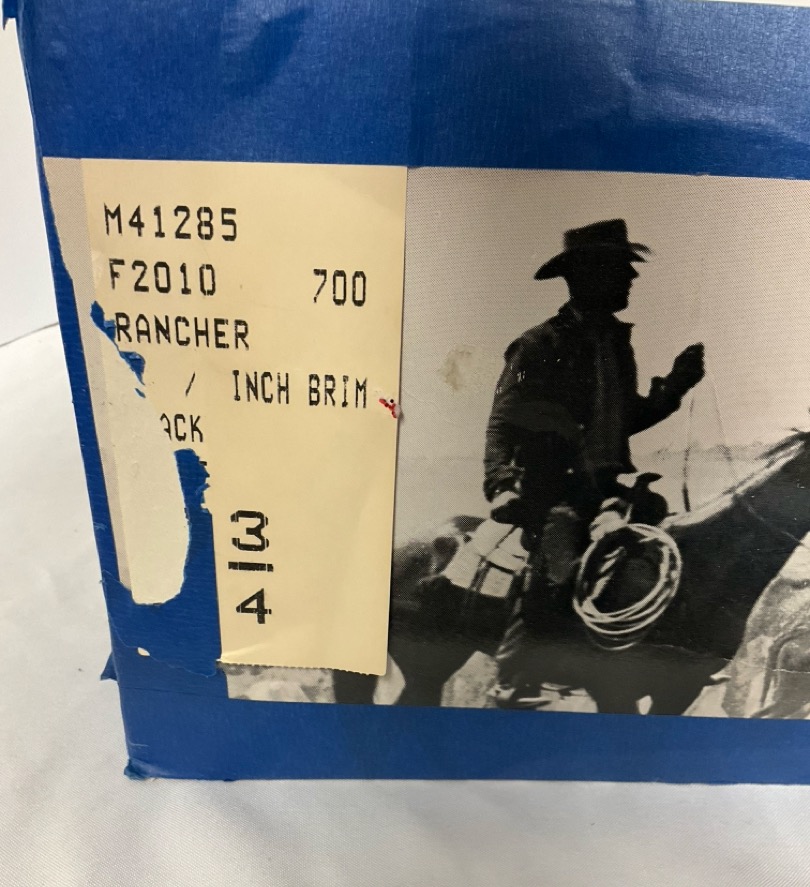 M41285
F2010 700
RANCHER
/ INCH BRIM
ACK
3
4